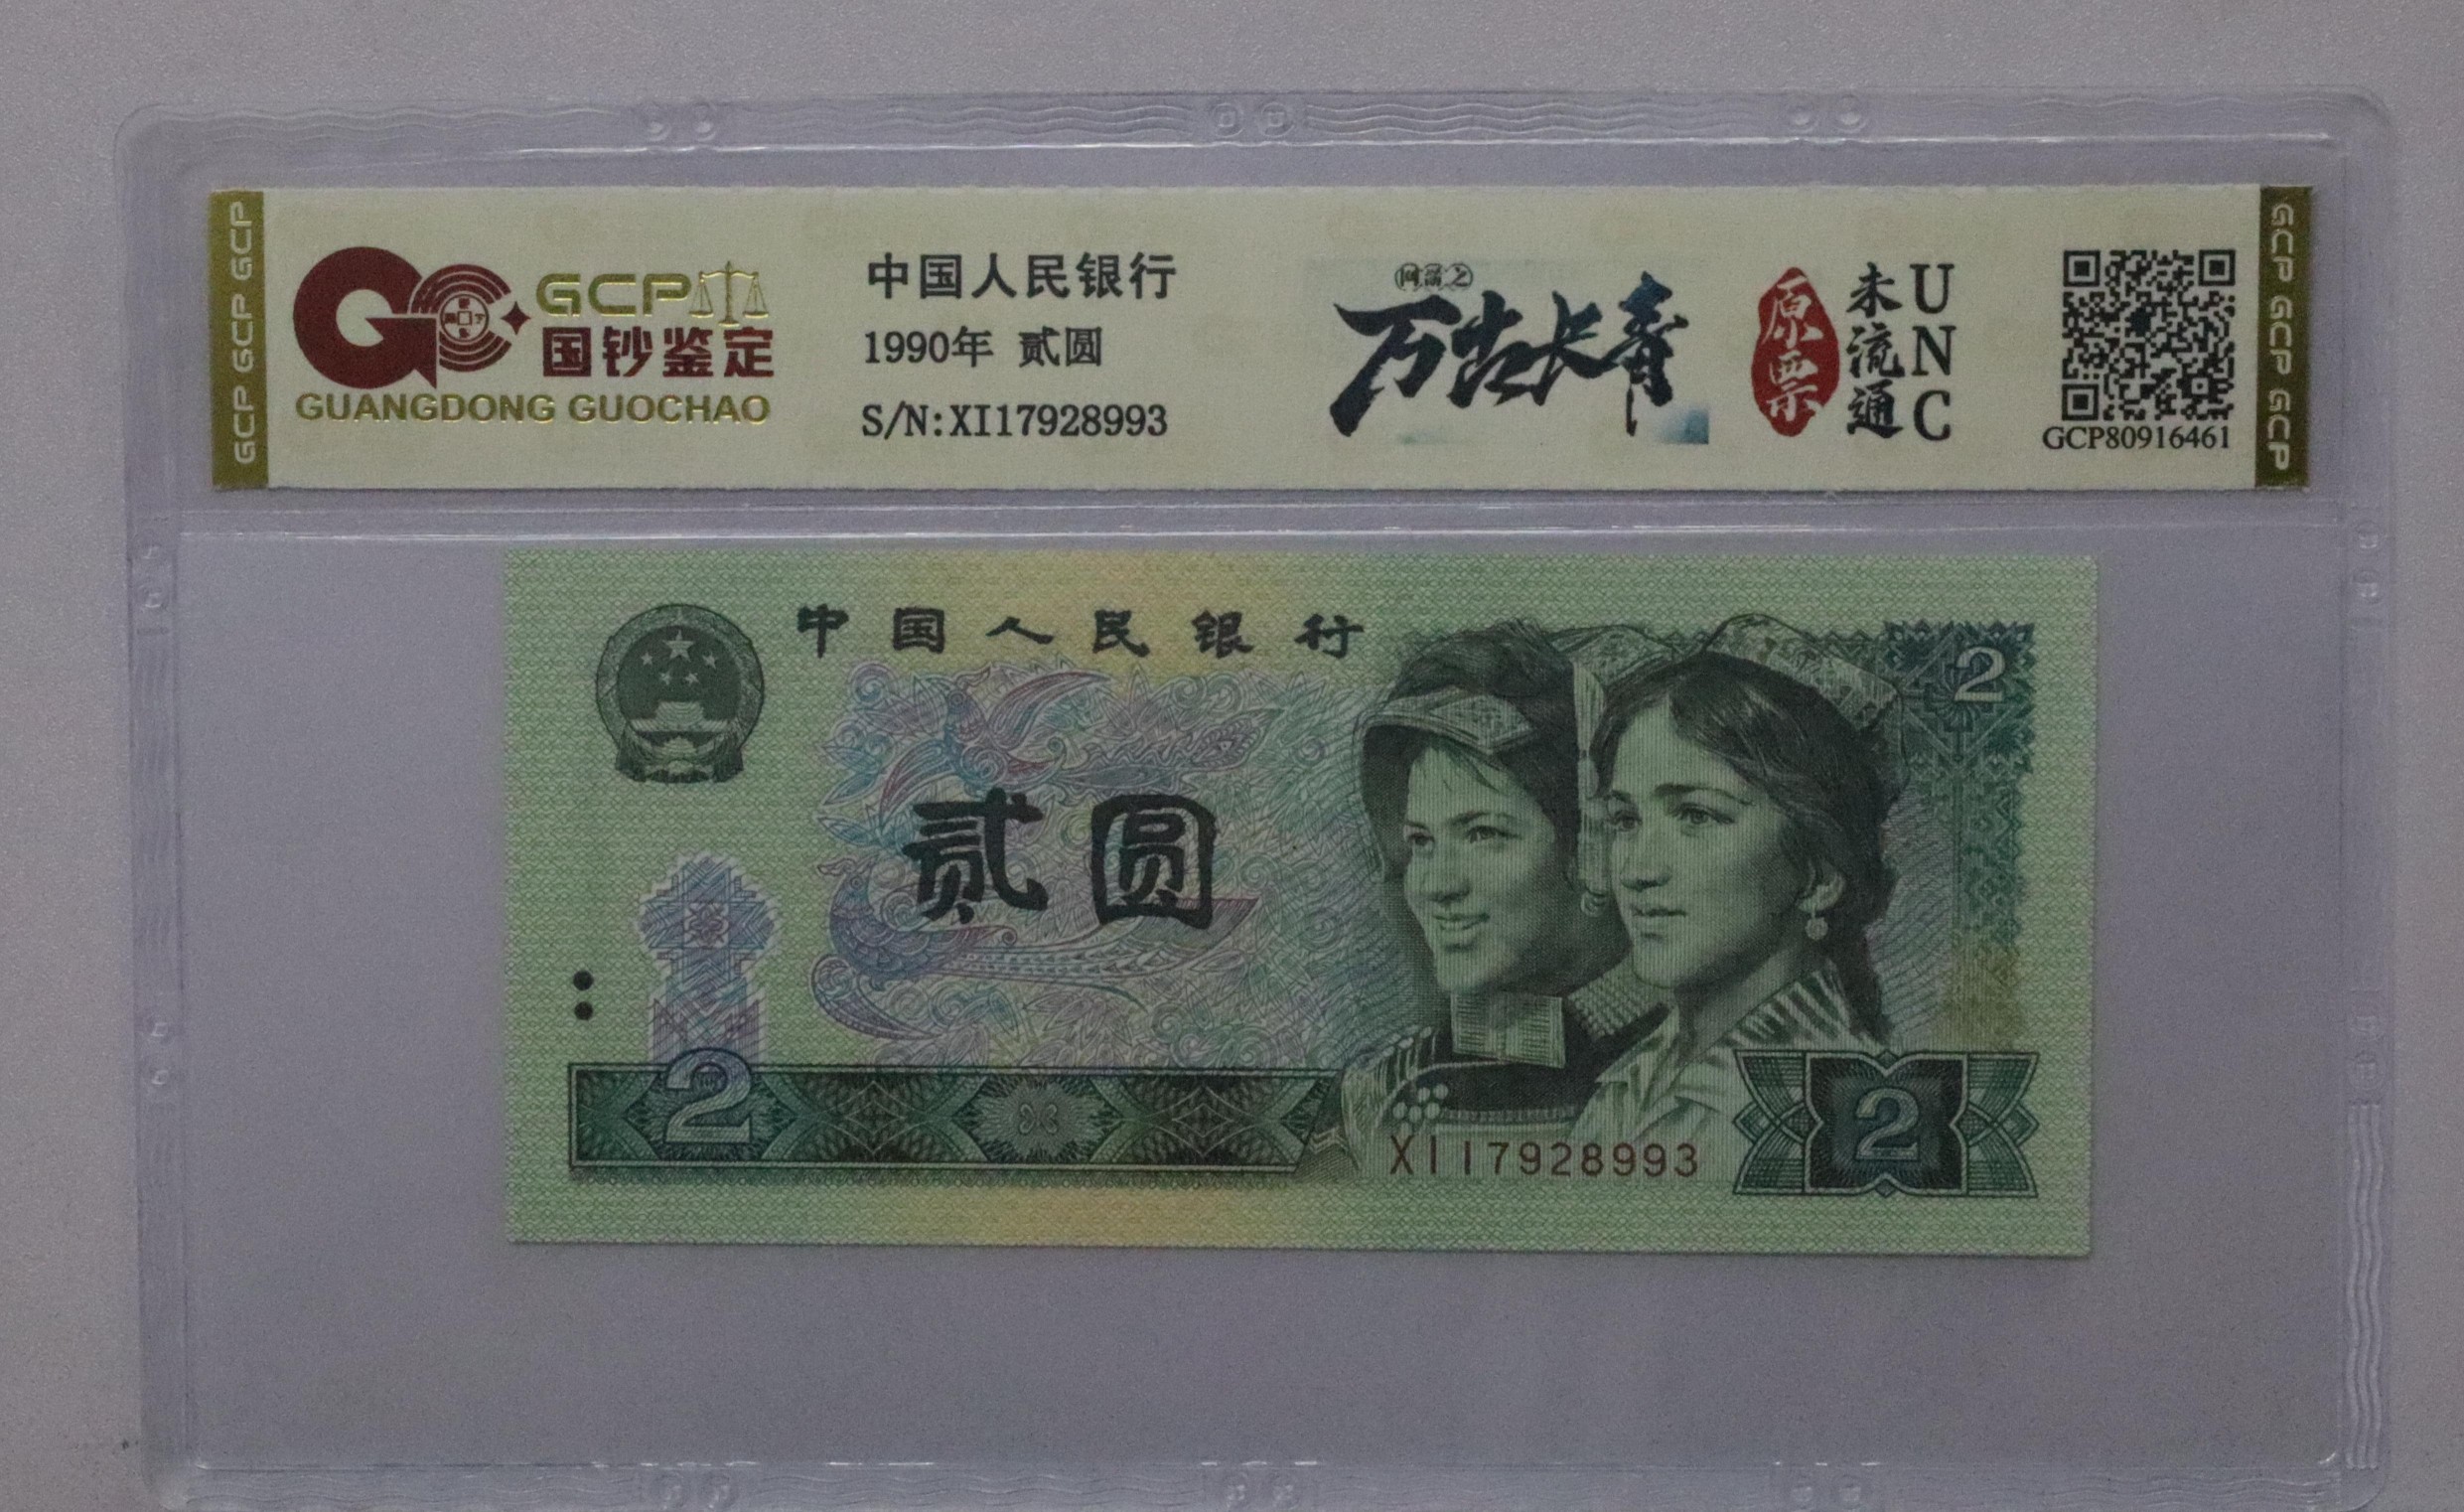 GCP GCP GCP
GCP
国钞鉴定
GUANGDONG GUOCHAO
中国人民银行
1990年 贰圆
S/N:XI17928993
万古长青
原票
未流通
UNC
GCP80916461
GCP GCP GCP
中国人民银行
2
贰圆
2
XI17928993
2